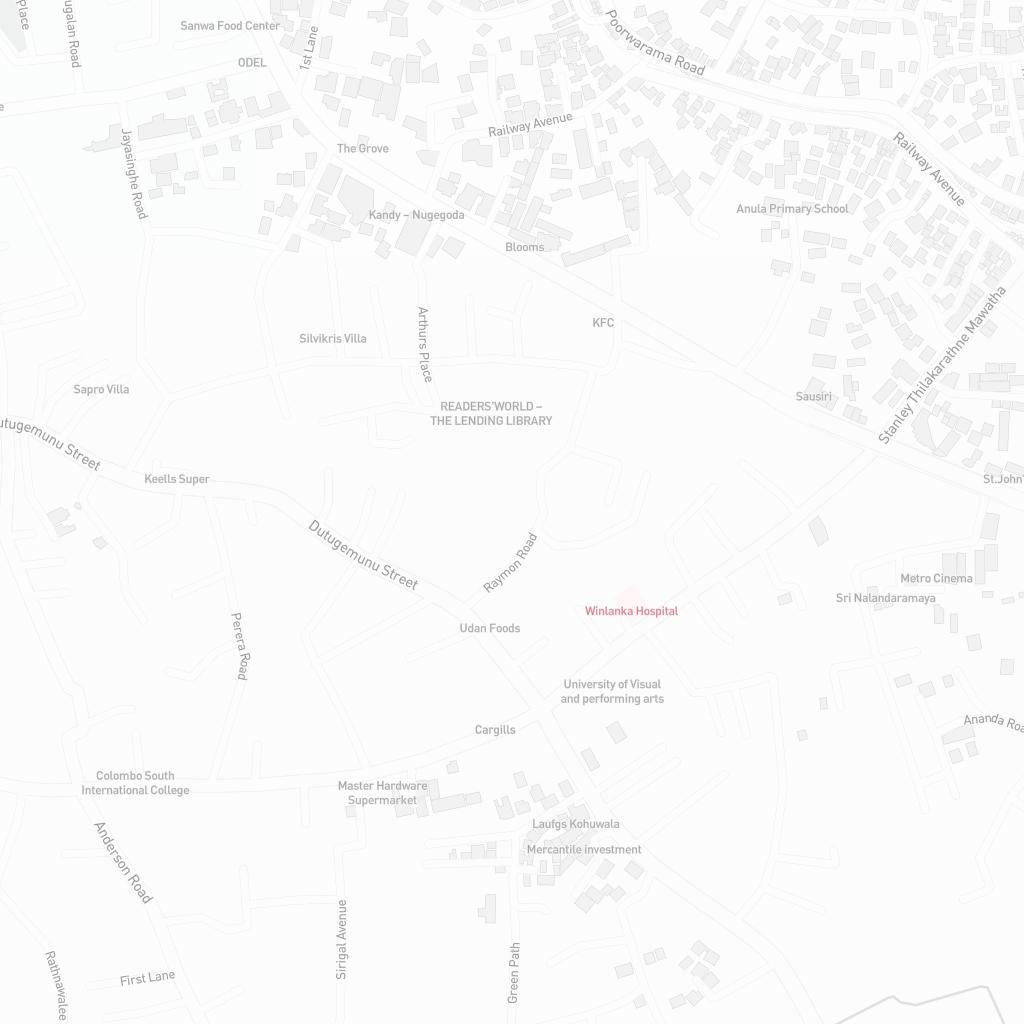 Place
ugalan Road
Sanwa Food Center
1st Lane
ODEL
Poorwarama Road
Railway Avenue
Jayasinghe Road
The Grove
Railway Avenue
Kandy – Nugegoda
Anula Primary School
Blooms
KFC
Arthurs Place
Silvikris Villa
Stanley Thilakarathne Mawatha
Sapro Villa
Sausiri
READERS'WORLD –
THE LENDING LIBRARY
utugemunu Street
Keells Super
St.John'
Dutugemunu Street
Raymon Road
Metro Cinema
Sri Nalandaramaya
Winlanka Hospital
Udan Foods
Perera Road
University of Visual
and performing arts
Ananda Roa
Cargills
Colombo South
International College
Master Hardware
Supermarket
Laufgs Kohuwala
Mercantile investment
Anderson Road
Sirigal Avenue
Green Path
First Lane
Rathnawalee